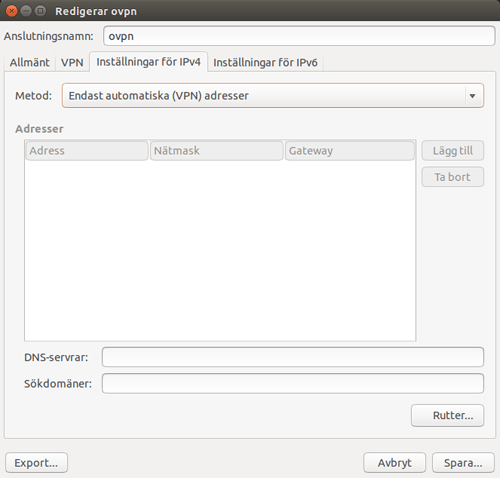 Redigerar ovpn
Anslutningsnamn: ovpn
Allmänt VPN Inställningar för IPv4 Inställningar för IPv6
Metod: Endast automatiska (VPN) adresser
Adresser
Adress Nätmask Gateway Lägg till
Ta bort
DNS-servrar:
Sökdomäner:
Rutter...
Export... Avbryt Spara...